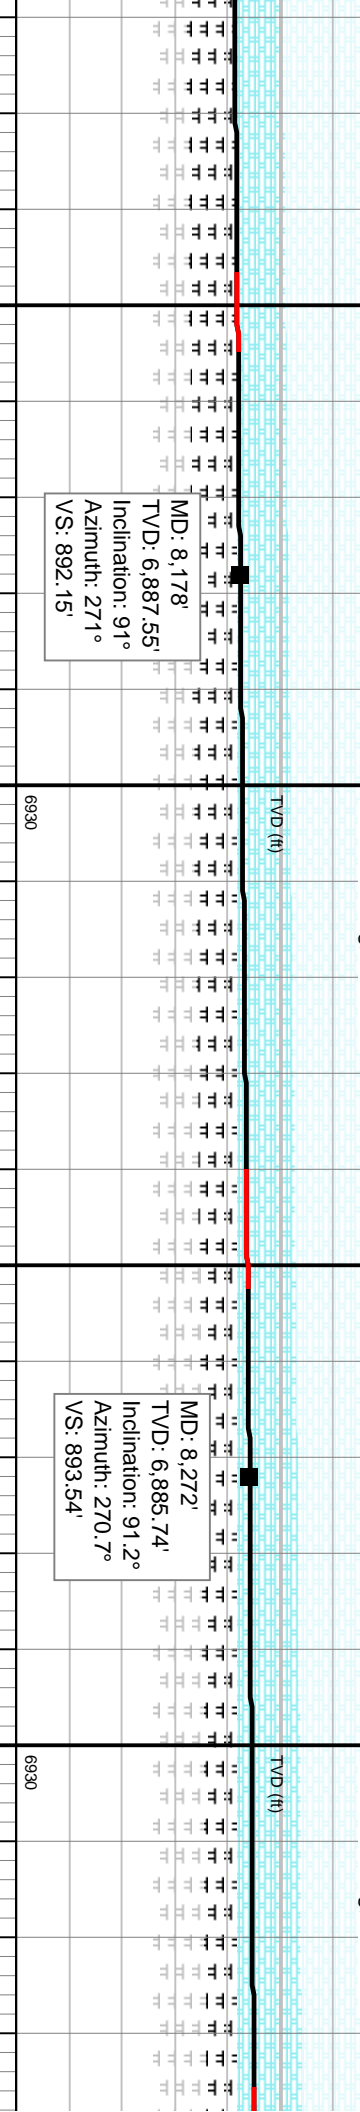 MD: 8,178'
TVD: 6,887.55'
Inclination: 91°
Azimuth: 271°
VS: 892.15'
TVD (ft)
6930
MD: 8,272'
TVD: 6,885.74'
Inclination: 91.2°
Azimuth: 270.7°
VS: 893.54'
TVD (ft)
6930